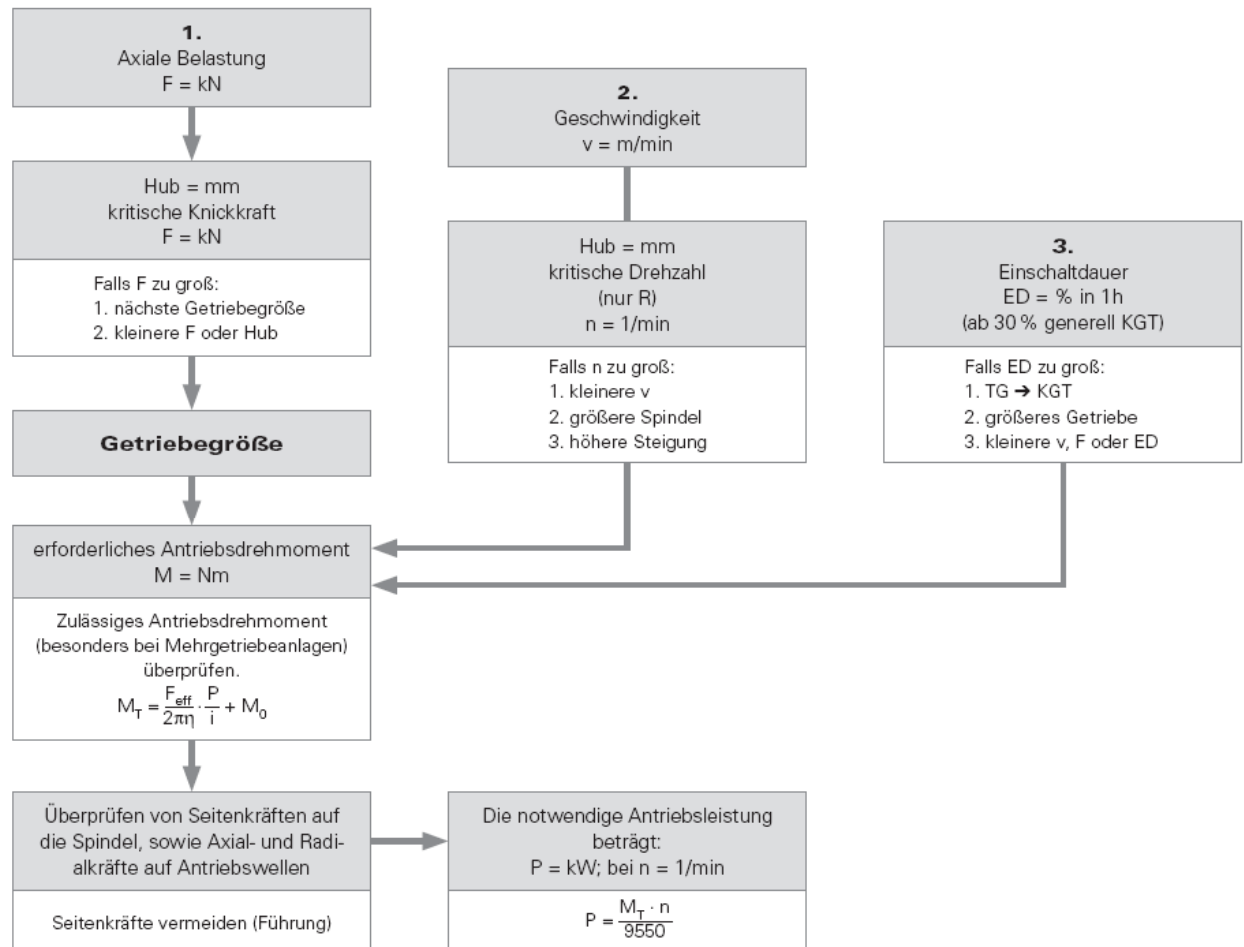 1.
Axiale Belastung
F = kN
Hub = mm
kritische Knickkraft
F = kN
Falls F zu groß:
1. nächste Getriebegröße
2. kleinere F oder Hub
Getriebegröße
2.
Geschwindigkeit
v = m/min
Hub = mm
kritische Drehzahl
(nur R)
n = 1/min
Falls n zu groß:
1. kleinere v
2. größere Spindel
3. höhere Steigung
3.
Einschaltdauer
ED = % in 1h
(ab 30 % generell KGT)
Falls ED zu groß:
1. TG ➔ KGT
2. größeres Getriebe
3. kleinere v, F oder ED
erforderliches Antriebsdrehmoment
M = Nm
Zulässiges Antriebsdrehmoment
(besonders bei Mehrgetriebeanlagen)
überprüfen.
M_T = F_eff/2πη · P/i + M_0
Überprüfen von Seitenkräften auf
die Spindel, sowie Axial- und Radi-
alkräfte auf Antriebswellen
Seitenkräfte vermeiden (Führung)
Die notwendige Antriebsleistung
beträgt:
P = kW; bei n = 1/min
P = M_T · n/9550